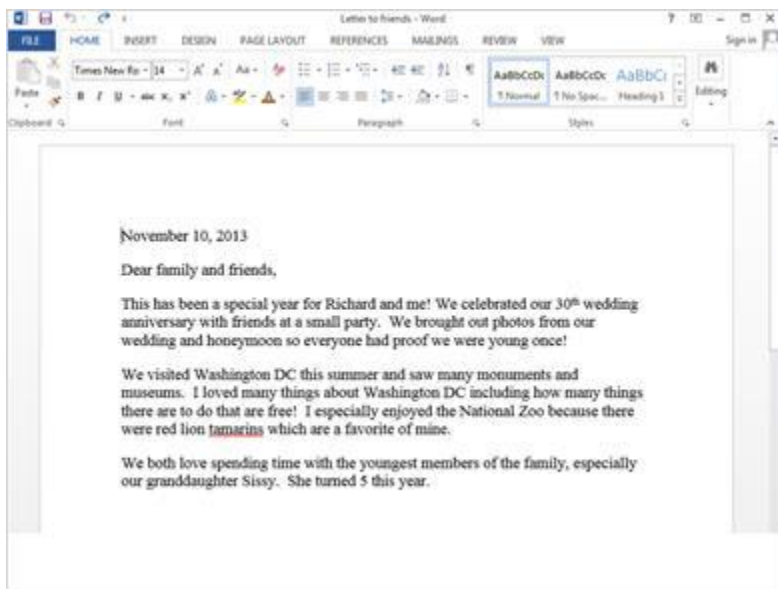 Letter to friends - Word
FILE HOME INSERT DESIGN PAGE LAYOUT REFERENCES MAILINGS REVIEW VIEW Sign in
Times New Ro 14 Aa
AaBbCcDc AaBbCcDc AaBbCc
Paste B I U abc x, x² A ¶ Normal ¶ No Spac... Heading 1 Editing
Clipboard Font Paragraph Styles
November 10, 2013
Dear family and friends,
This has been a special year for Richard and me! We celebrated our 30th wedding
anniversary with friends at a small party.  We brought out photos from our
wedding and honeymoon so everyone had proof we were young once!
We visited Washington DC this summer and saw many monuments and
museums.  I loved many things about Washington DC including how many things
there are to do that are free!  I especially enjoyed the National Zoo because there
were red lion tamarins which are a favorite of mine.
We both love spending time with the youngest members of the family, especially
our granddaughter Sissy.  She turned 5 this year.